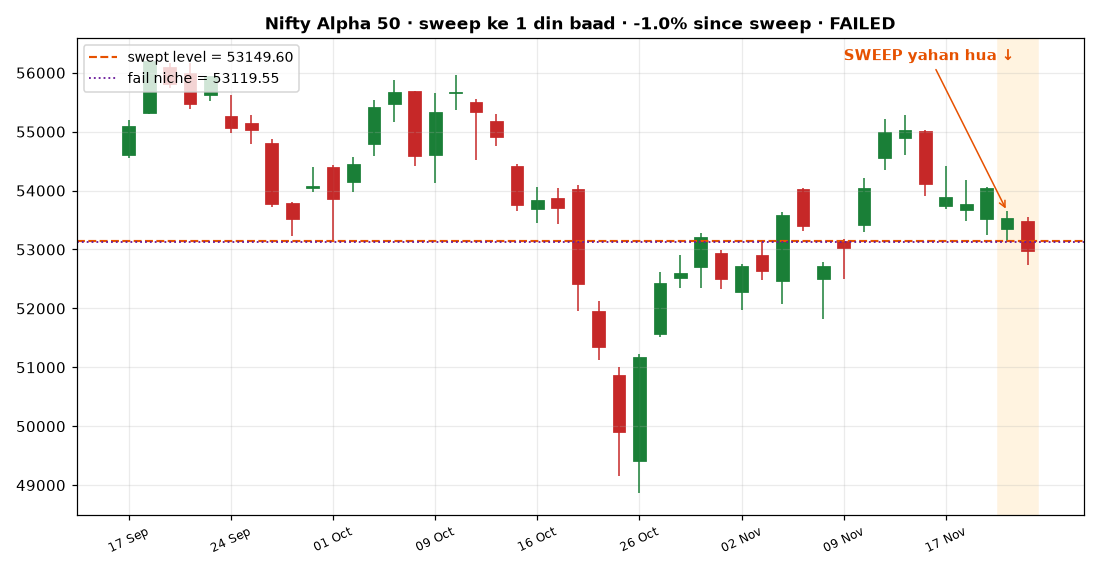 Nifty Alpha 50 · sweep ke 1 din baad · -1.0% since sweep · FAILED
swept level = 53149.60
fail niche = 53119.55
SWEEP yahan hua ↓
56000
55000
54000
53000
52000
51000
50000
49000
17 Sep
24 Sep
01 Oct
09 Oct
16 Oct
26 Oct
02 Nov
09 Nov
17 Nov